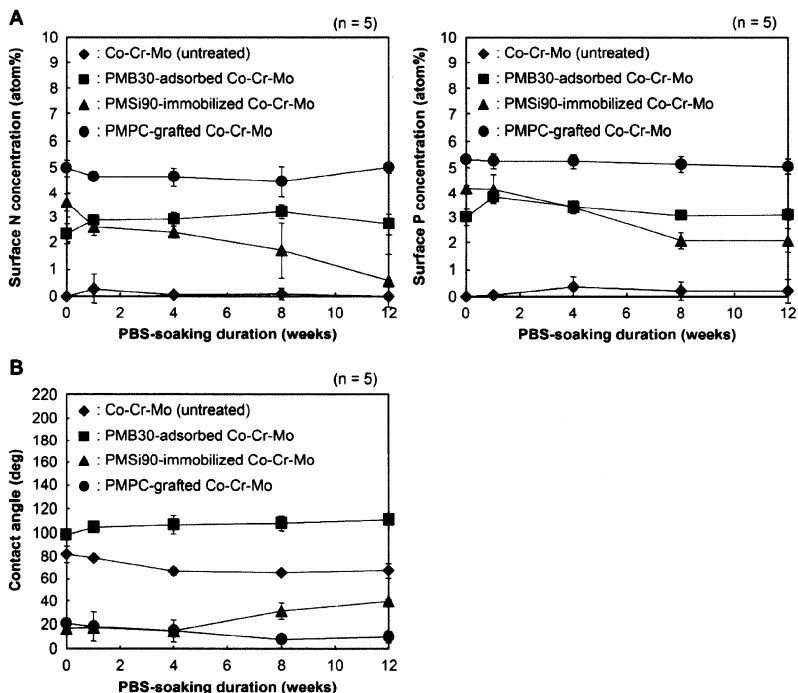 A
(n = 5)
10
9
8
7
6
5
4
3
2
1
0
Surface N concentration (atom%)
◆ : Co-Cr-Mo (untreated)
■ : PMB30-adsorbed Co-Cr-Mo
▲ : PMSi90-immobilized Co-Cr-Mo
● : PMPC-grafted Co-Cr-Mo
0 2 4 6 8 10 12
PBS-soaking duration (weeks)
(n = 5)
10
9
8
7
6
5
4
3
2
1
0
Surface P concentration (atom%)
◆ : Co-Cr-Mo (untreated)
■ : PMB30-adsorbed Co-Cr-Mo
▲ : PMSi90-immobilized Co-Cr-Mo
● : PMPC-grafted Co-Cr-Mo
0 2 4 6 8 10 12
PBS-soaking duration (weeks)
B
(n = 5)
220
200
180
160
140
120
100
80
60
40
20
0
Contact angle (deg)
◆ : Co-Cr-Mo (untreated)
■ : PMB30-adsorbed Co-Cr-Mo
▲ : PMSi90-immobilized Co-Cr-Mo
● : PMPC-grafted Co-Cr-Mo
0 2 4 6 8 10 12
PBS-soaking duration (weeks)